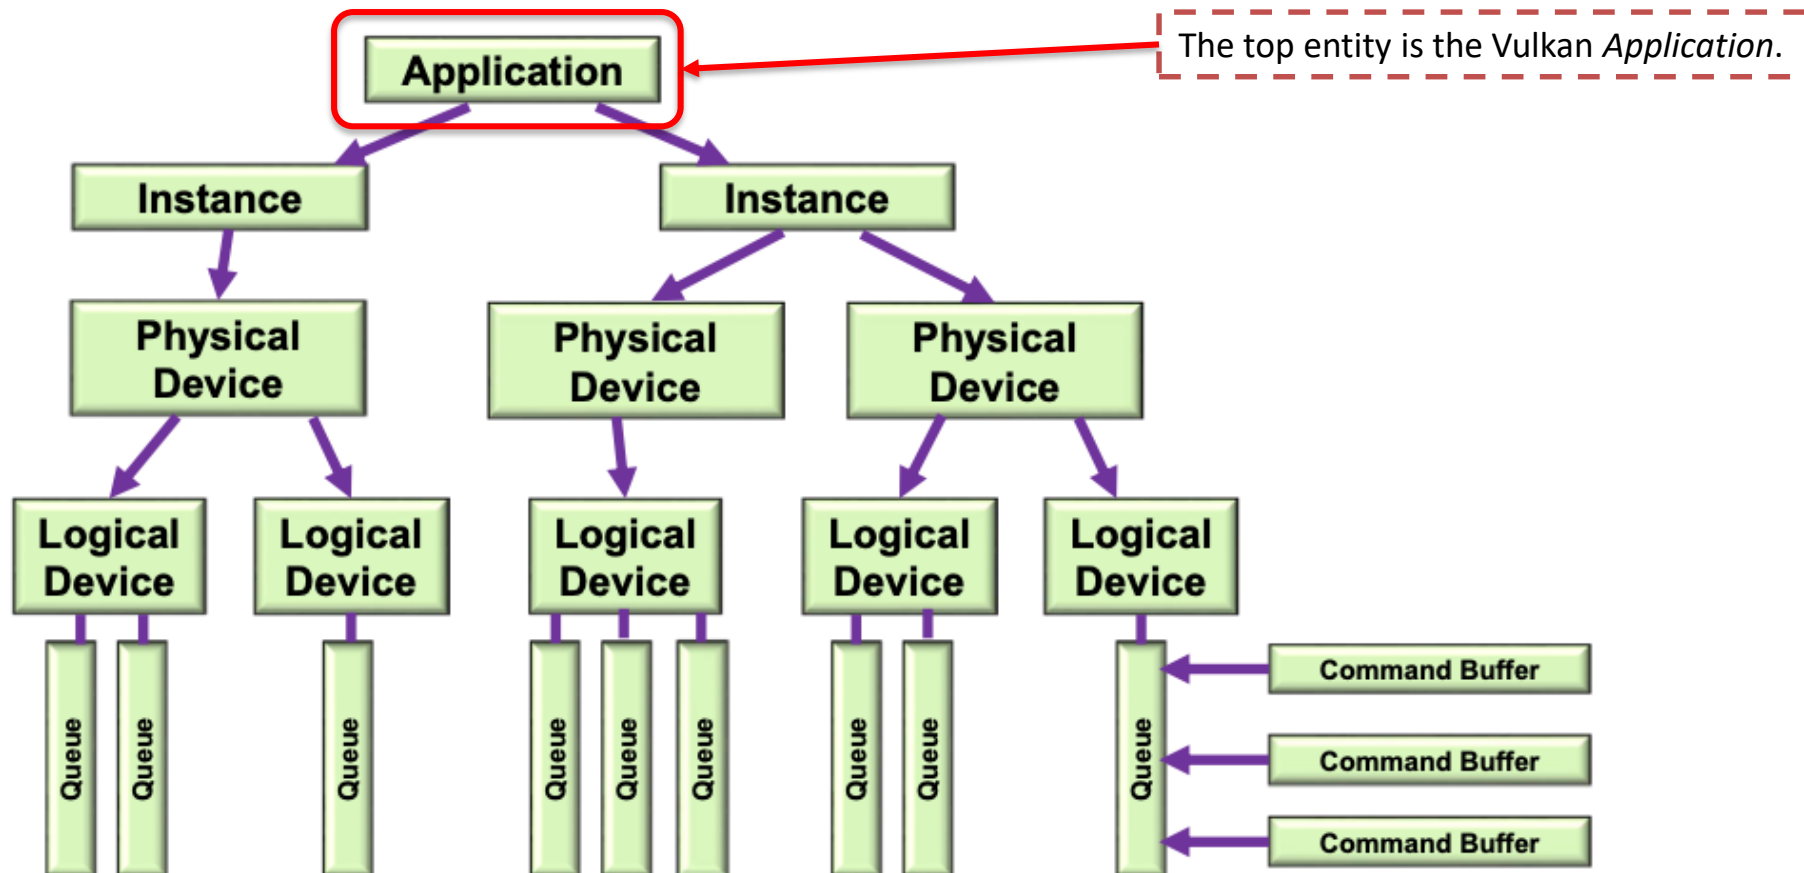 Application
The top entity is the Vulkan Application.
Instance
Instance
Physical
Device
Physical
Device
Physical
Device
Logical
Device
Logical
Device
Logical
Device
Logical
Device
Logical
Device
Queue
Queue
Queue
Queue
Queue
Queue
Queue
Queue
Queue
Command Buffer
Command Buffer
Command Buffer